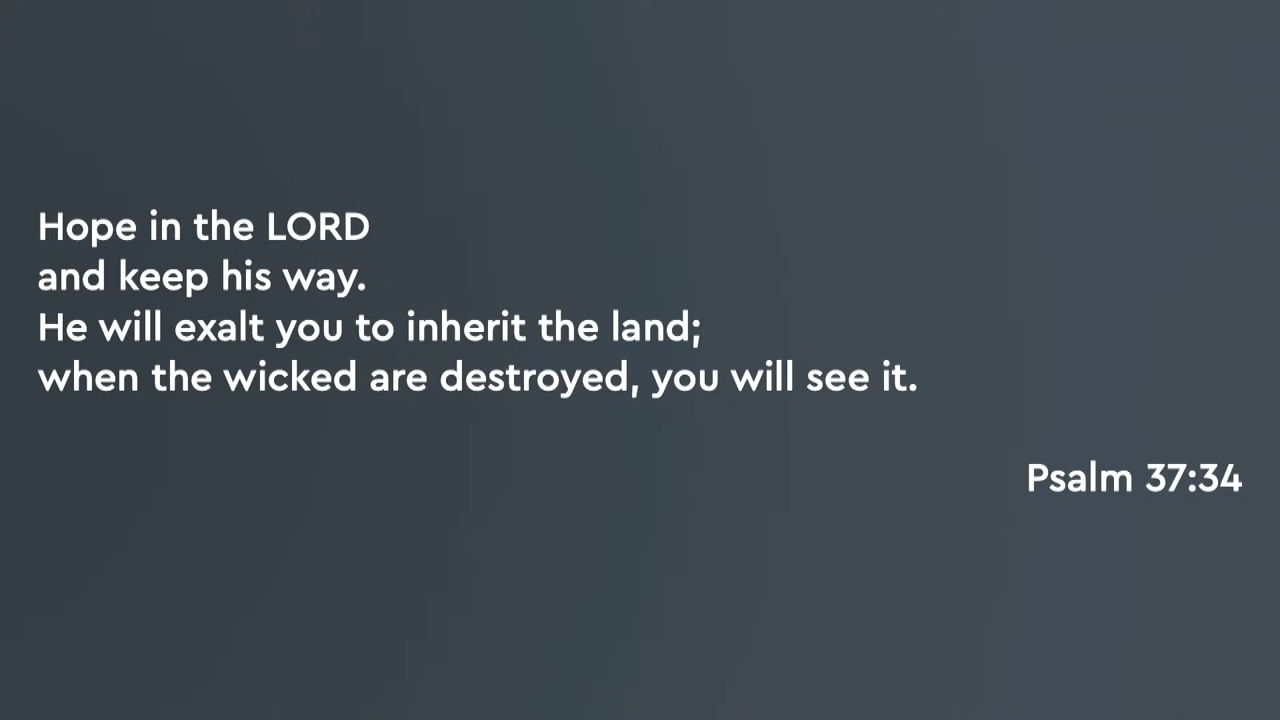 Hope in the LORD
and keep his way.
He will exalt you to inherit the land;
when the wicked are destroyed, you will see it.
Psalm 37:34